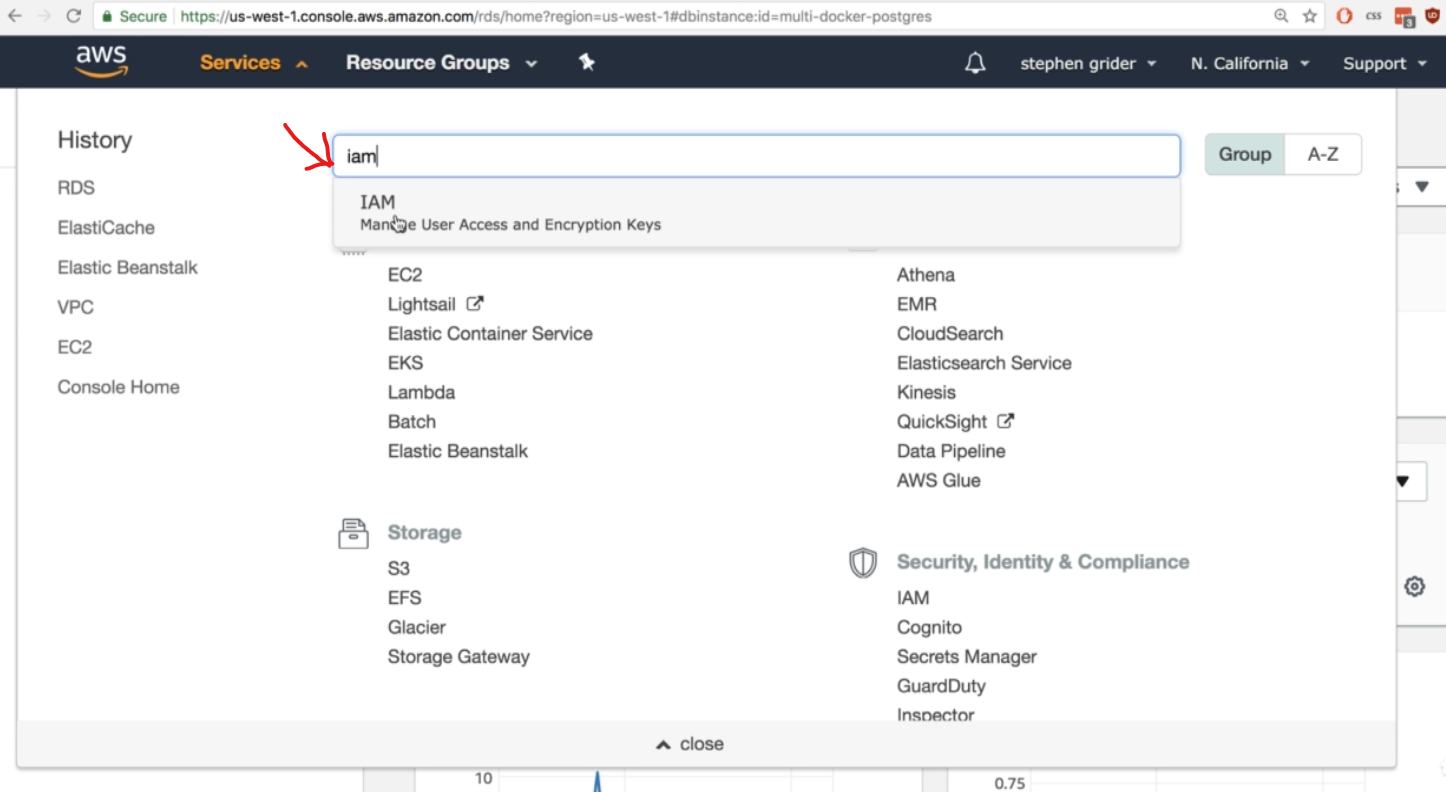 Secure https://us-west-1.console.aws.amazon.com/rds/home?region=us-west-1#dbinstance:id=multi-docker-postgres
css
3
aws
Services
Resource Groups
stephen grider
N. California
Support
History
iam
Group
A-Z
RDS
IAM
Manage User Access and Encryption Keys
ElastiCache
Elastic Beanstalk
VPC
EC2
Console Home
EC2
Lightsail
Elastic Container Service
EKS
Lambda
Batch
Elastic Beanstalk
Storage
S3
EFS
Glacier
Storage Gateway
Athena
EMR
CloudSearch
Elasticsearch Service
Kinesis
QuickSight
Data Pipeline
AWS Glue
Security, Identity & Compliance
IAM
Cognito
Secrets Manager
GuardDuty
Inspector
close
10
0.75